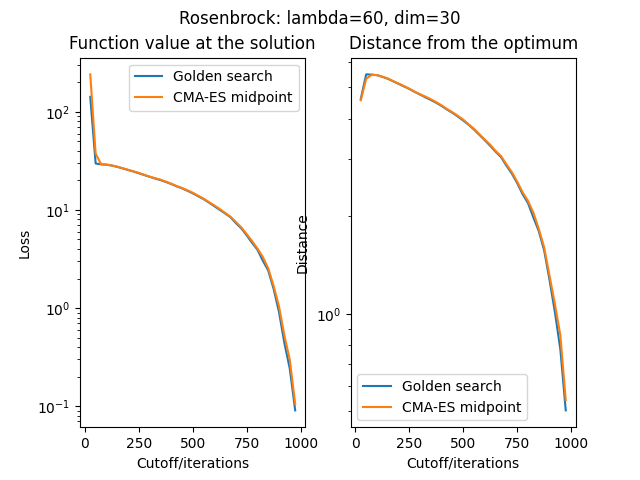 Rosenbrock: lambda=60, dim=30
Function value at the solution
Golden search
CMA-ES midpoint
10²
10¹
10⁰
10⁻¹
Loss
0
250
500
750
1000
Cutoff/iterations
Distance from the optimum
10⁰
Distance
Golden search
CMA-ES midpoint
0
250
500
750
1000
Cutoff/iterations